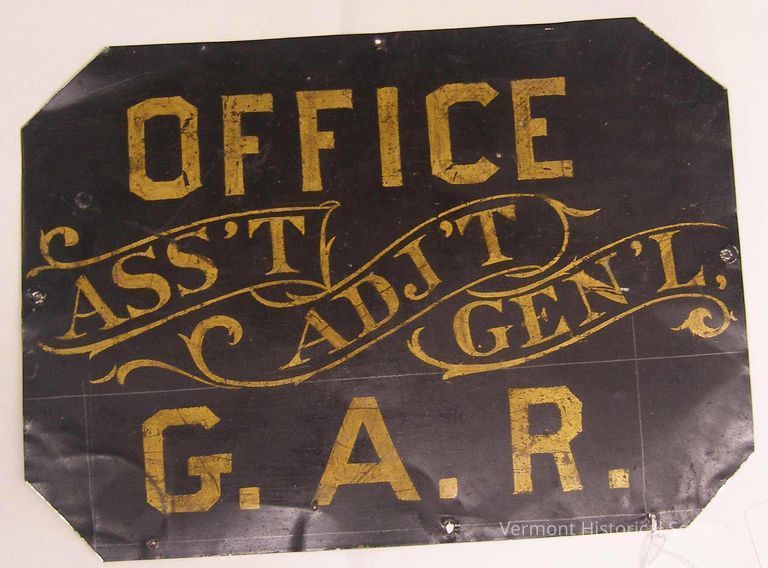 OFFICE
ASS'T ADJ'T GEN'L,
G. A. R.
Vermont Historical Society